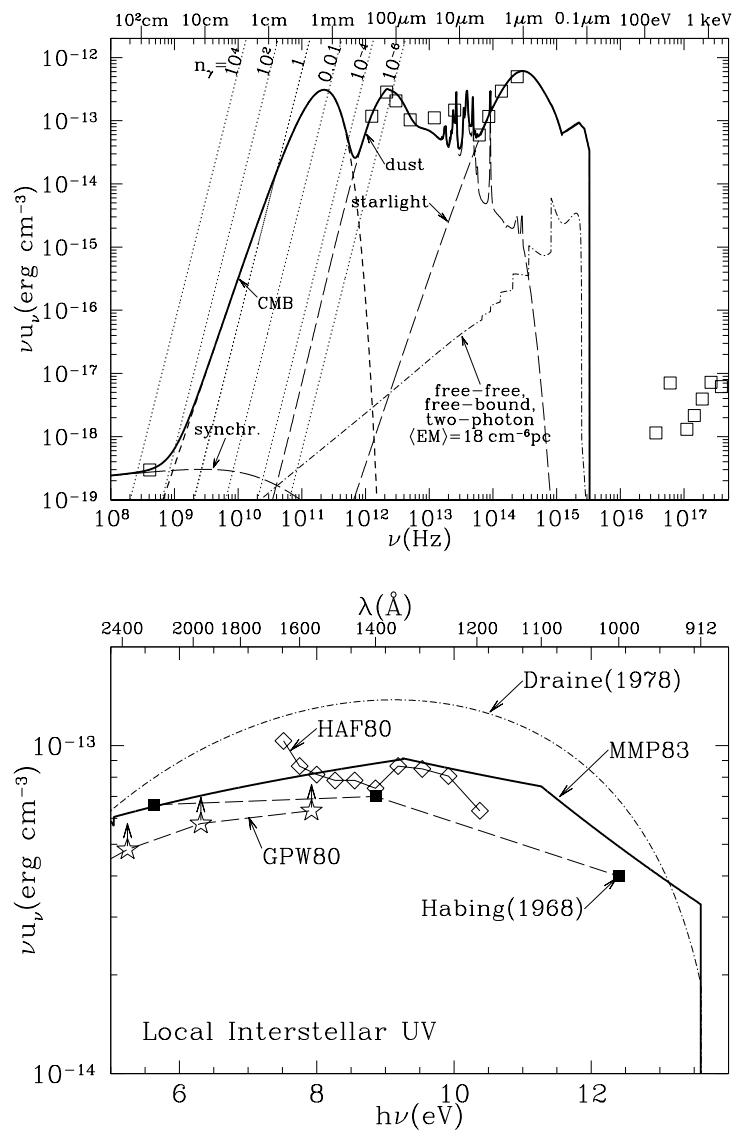 10²cm 10cm 1cm 1mm 100μm 10μm 1μm 0.1μm 100eV 1keV
n_γ= 10⁴ 10² 1 0.01 10⁻⁴ 10⁻⁶
10⁻¹²
10⁻¹³
dust
10⁻¹⁴
starlight
10⁻¹⁵
νu_ν(erg cm⁻³)
CMB
10⁻¹⁶
10⁻¹⁷
free-free,
free-bound,
two-photon
⟨EM⟩=18 cm⁻⁶pc
synchr.
10⁻¹⁸
10⁻¹⁹
10⁸ 10⁹ 10¹⁰ 10¹¹ 10¹² 10¹³ 10¹⁴ 10¹⁵ 10¹⁶ 10¹⁷
ν(Hz)
λ(Å)
2400 2000 1800 1600 1400 1200 1100 1000 912
Draine(1978)
HAF80
MMP83
10⁻¹³
νu_ν(erg cm⁻³)
GPW80
Habing(1968)
Local Interstellar UV
10⁻¹⁴
6 8 10 12
hν(eV)